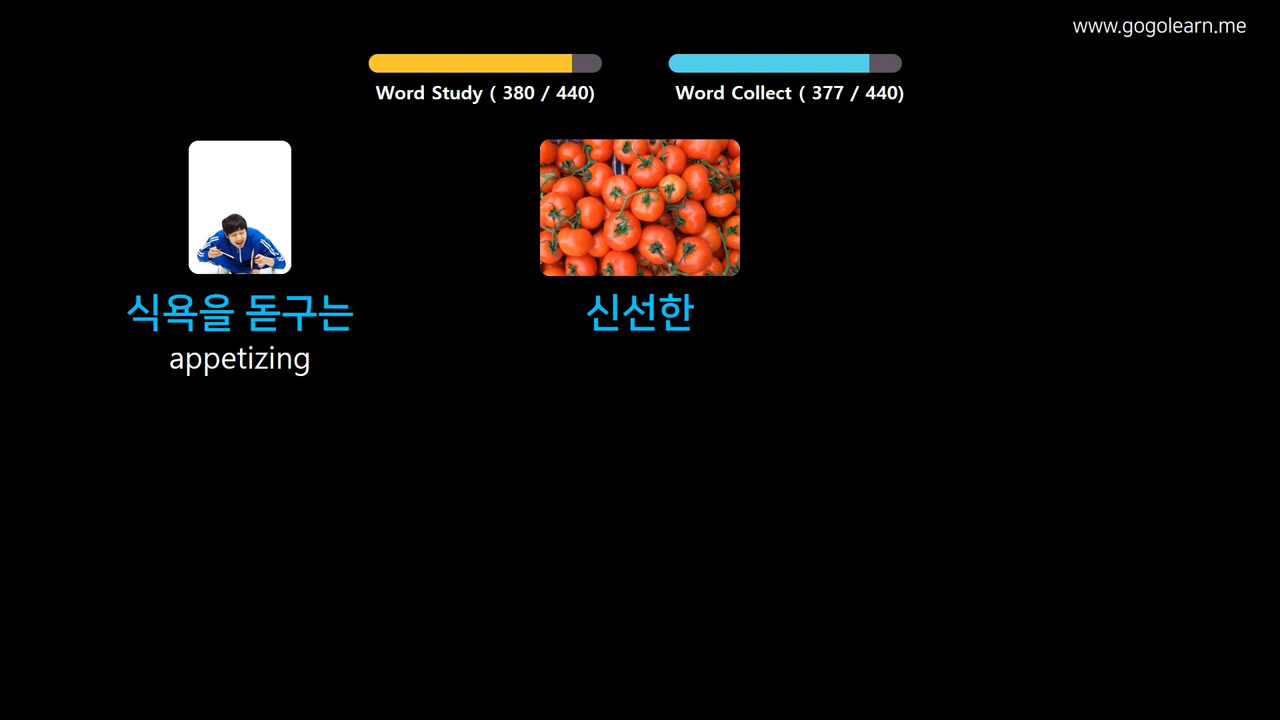 www.gogolearn.me
Word Study ( 380 / 440)
Word Collect ( 377 / 440)
식욕을 돋구는
appetizing
신선한